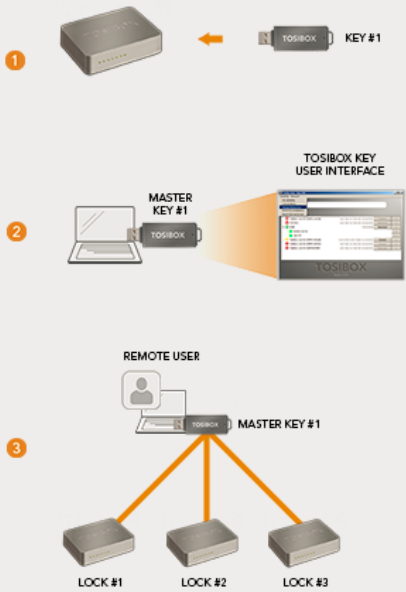 1
TOSIBOX
KEY #1
TOSIBOX KEY
USER INTERFACE
MASTER
KEY #1
2
TOSIBOX
TOSIBOX
REMOTE USER
TOSIBOX
MASTER KEY #1
3
LOCK #1
LOCK #2
LOCK #3